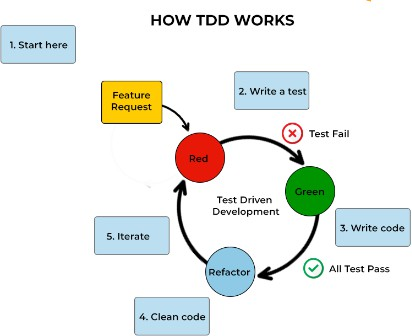 HOW TDD WORKS
1. Start here
Feature
Request
2. Write a test
Test Fail
Red
Green
Test Driven
Development
3. Write code
5. Iterate
All Test Pass
Refactor
4. Clean code